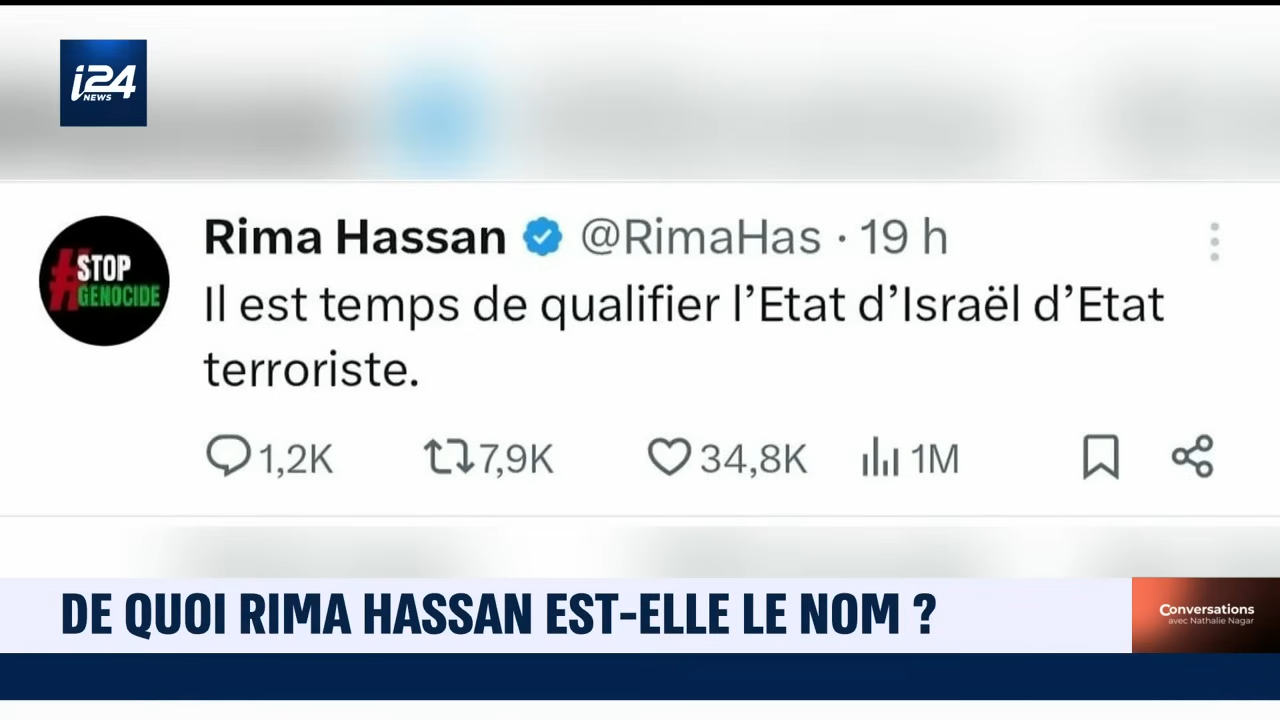 i24
NEWS
#STOP
GENOCIDE
Rima Hassan @RimaHas · 19 h
Il est temps de qualifier l’Etat d’Israël d’Etat
terroriste.
1,2K 7,9K 34,8K 1M
DE QUOI RIMA HASSAN EST-ELLE LE NOM ?
Conversations
avec Nathalie Nagar